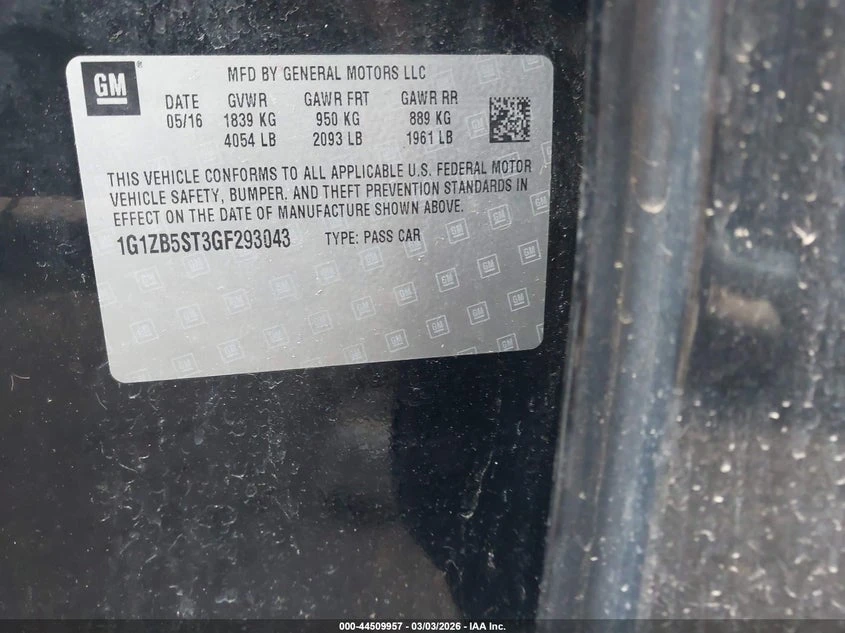 GM
MFD BY GENERAL MOTORS LLC
DATE GVWR GAWR FRT GAWR RR
05/16 1839 KG 950 KG 889 KG
4054 LB 2093 LB 1961 LB
THIS VEHICLE CONFORMS TO ALL APPLICABLE U.S. FEDERAL MOTOR
VEHICLE SAFETY, BUMPER, AND THEFT PREVENTION STANDARDS IN
EFFECT ON THE DATE OF MANUFACTURE SHOWN ABOVE.
1G1ZB5ST3GF293043 TYPE: PASS CAR
000-44509957 - 03/03/2026 - IAA Inc.